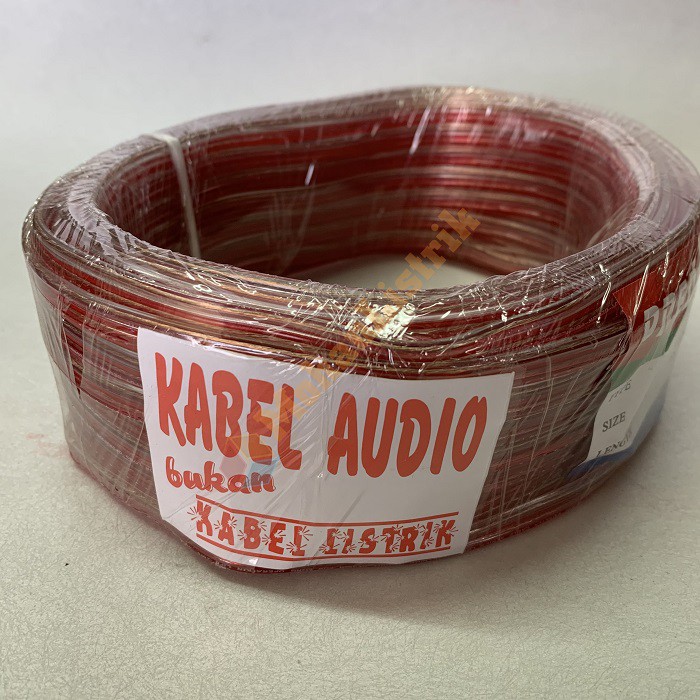 KABEL AUDIO
bukan
KABEL LISTRIK
SIZE